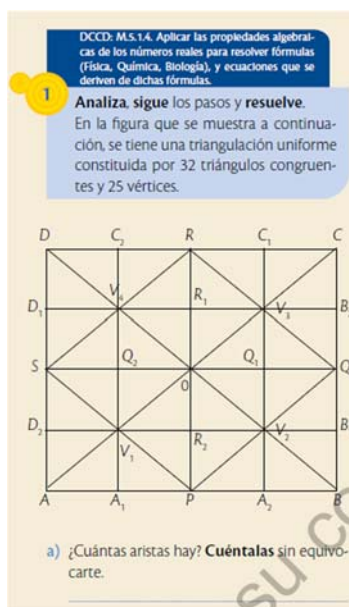 DCCD: M.5.1.4. Aplicar las propiedades algebrai-
cas de los números reales para resolver fórmulas
(Física, Química, Biología), y ecuaciones que se
deriven de dichas fórmulas.
1
Analiza, sigue los pasos y resuelve.
En la figura que se muestra a continua-
ción, se tiene una triangulación uniforme
constituida por 32 triángulos congruen-
tes y 25 vértices.
D C₂ R C₁ C
D₁ V₄ R₁ V₃ B
S Q₂ 0 Q₁ Q
D₂ V₁ R₂ V₂ B
A A₁ P A₂ B
a) ¿Cuántas aristas hay? Cuéntalas sin equivo-
carte.
su co